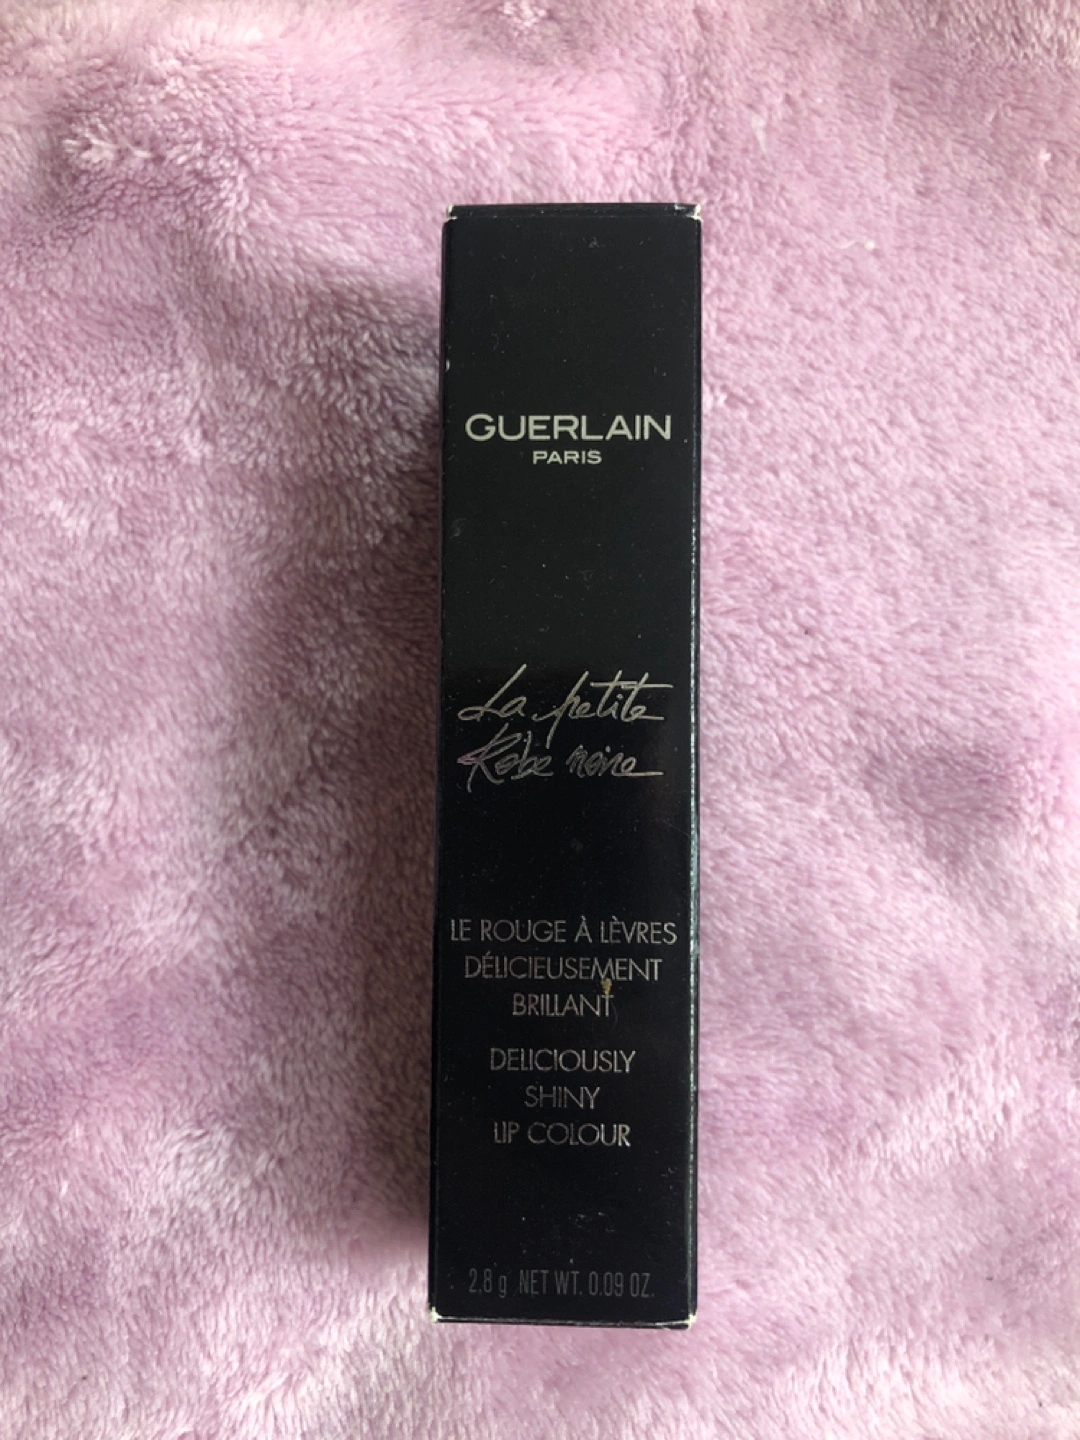 GUERLAIN
PARIS
La petite
Robe noire
LE ROUGE À LÈVRES
DÉLICIEUSEMENT
BRILLANT
DELICIOUSLY
SHINY
LIP COLOUR
2,8 g NET WT. 0.09 OZ.